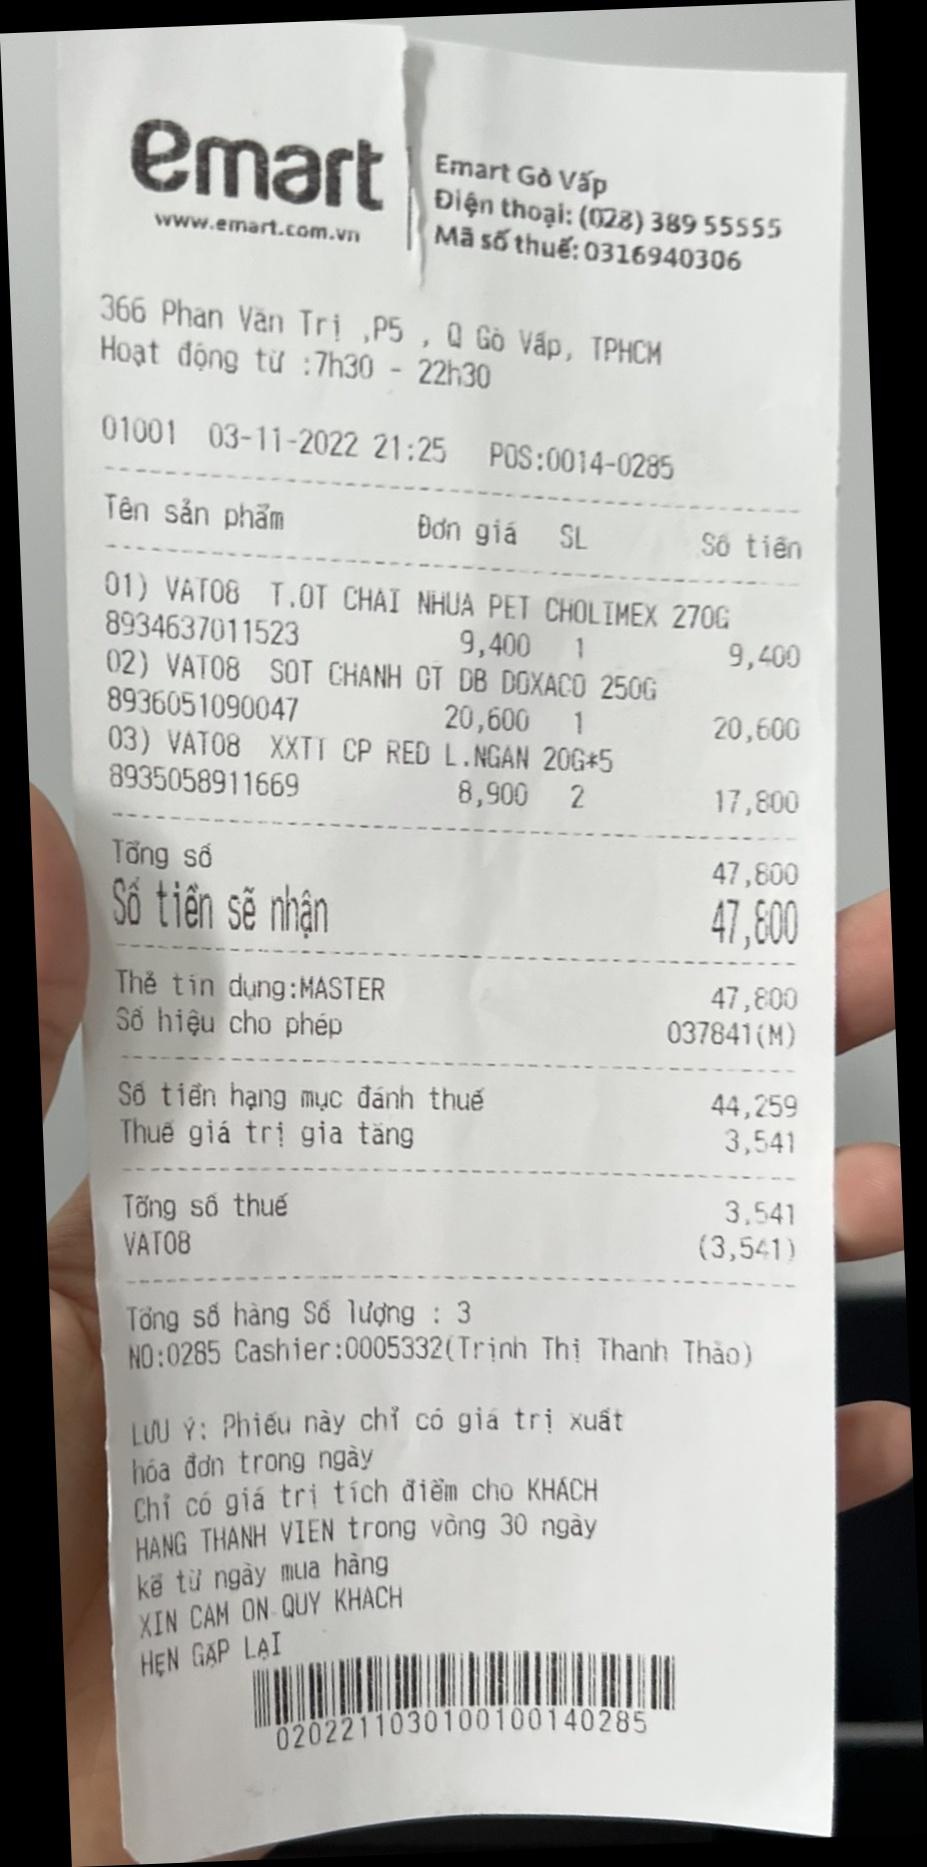 emart
www.emart.com.vn
Emart Gò Vấp
Điện thoại: (028) 389 55555
Mã số thuế: 0316940306
366 Phan Văn Trị ,P5 , Q Gò Vấp, TPHCM
Hoạt động từ :7h30 - 22h30
01001 03-11-2022 21:25 POS:0014-0285
Tên sản phẩm Đơn giá SL Số tiền
01) VAT08 T.OT CHAI NHUA PET CHOLIMEX 270G
8934637011523 9,400 1 9,400
02) VAT08 SOT CHANH OT DB DOXACO 250G
8936051090047 20,600 1 20,600
03) VAT08 XXTT CP RED L.NGAN 20G*5
8935058911669 8,900 2 17,800
Tổng số 47,800
Số tiền sẽ nhận 47,800
Thẻ tín dụng:MASTER 47,800
Số hiệu cho phép 037841(M)
Số tiền hạng mục đánh thuế 44,259
Thuế giá trị gia tăng 3,541
Tổng số thuế 3,541
VAT08 (3,541)
Tổng số hàng Số lượng : 3
NO:0285 Cashier:0005332(Trịnh Thị Thanh Thảo)
LƯU Ý: Phiếu này chỉ có giá trị xuất
hóa đơn trong ngày
Chỉ có giá trị tích điểm cho KHÁCH
HÀNG THÀNH VIÊN trong vòng 30 ngày
kể từ ngày mua hàng
XIN CAM ON QUY KHACH
HẸN GẶP LẠI
0202211030100100140285